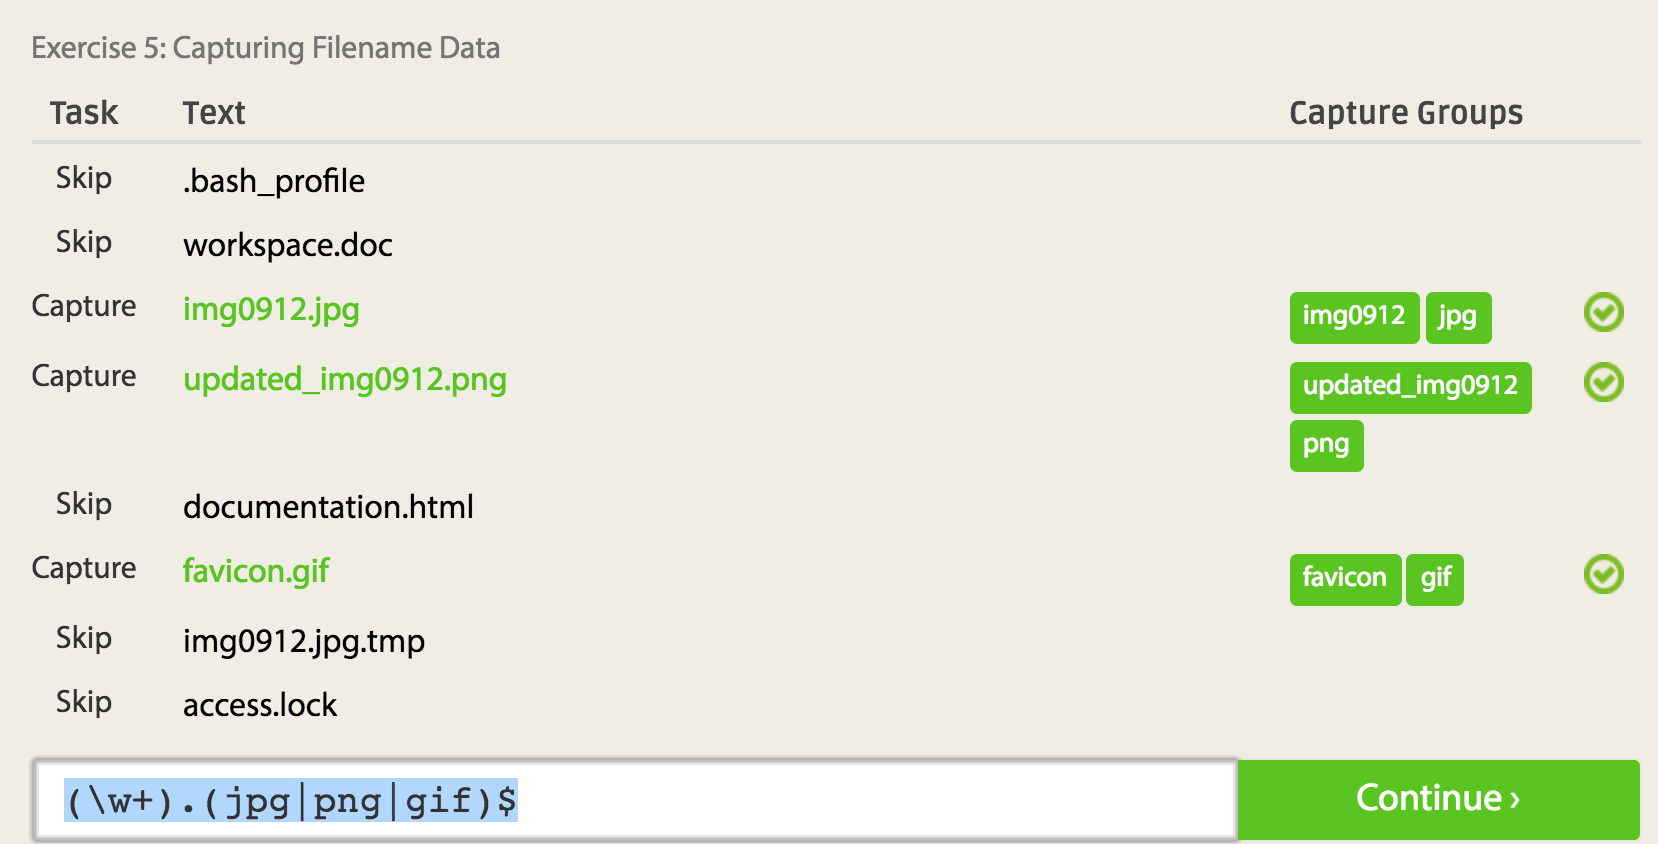 Exercise 5: Capturing Filename Data
Task Text Capture Groups
Skip .bash_profile
Skip workspace.doc
Capture img0912.jpg img0912 jpg
Capture updated_img0912.png updated_img0912
png
Skip documentation.html
Capture favicon.gif favicon gif
Skip img0912.jpg.tmp
Skip access.lock
(\w+).(jpg|png|gif)$ Continue ›